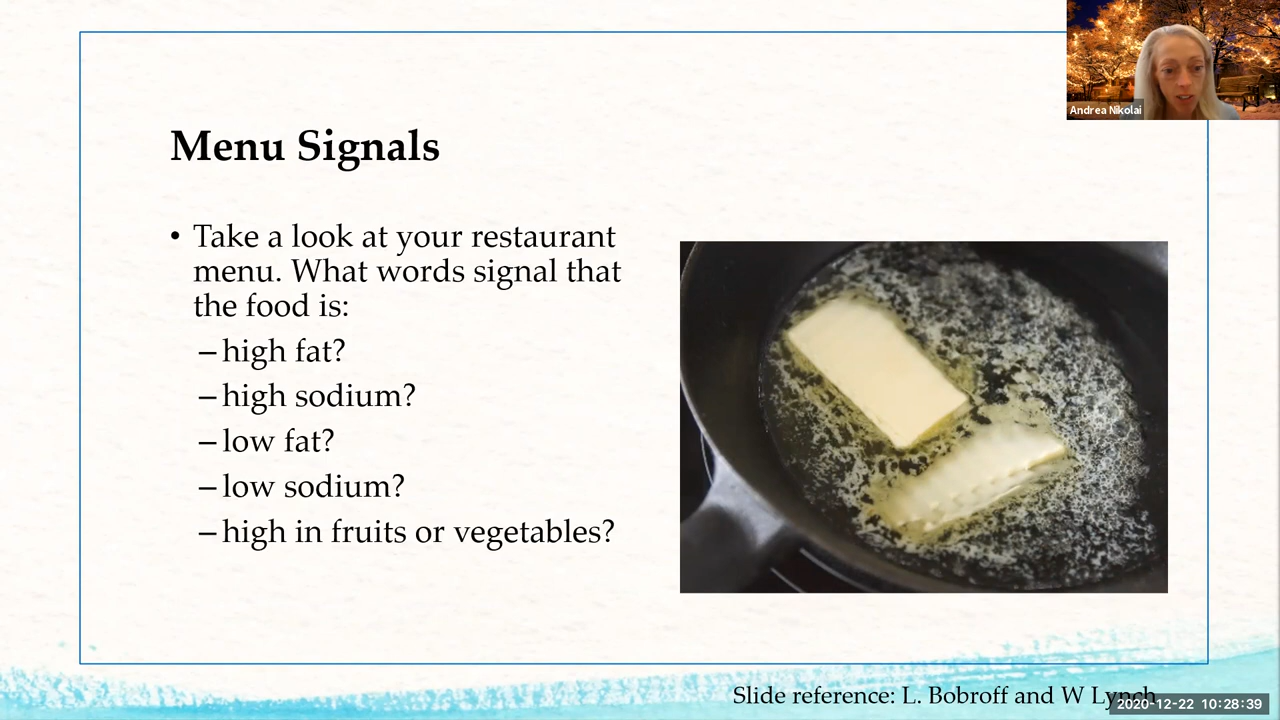 Andrea Nikolai
Menu Signals
• Take a look at your restaurant
menu. What words signal that
the food is:
– high fat?
– high sodium?
– low fat?
– low sodium?
– high in fruits or vegetables?
Slide reference: L. Bobroff and W Lynch
2020-12-22 10:28:39